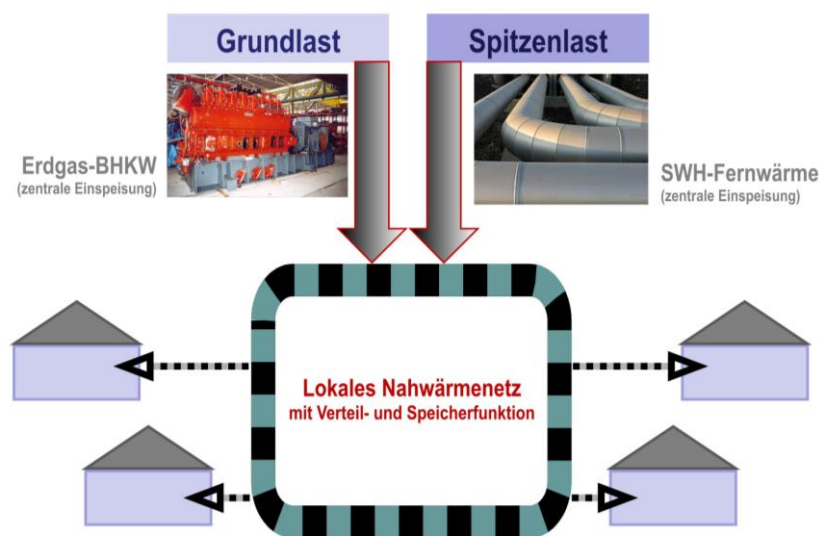 Grundlast
Spitzenlast
Erdgas-BHKW
(zentrale Einspeisung)
SWH-Fernwärme
(zentrale Einspeisung)
Lokales Nahwärmenetz
mit Verteil- und Speicherfunktion